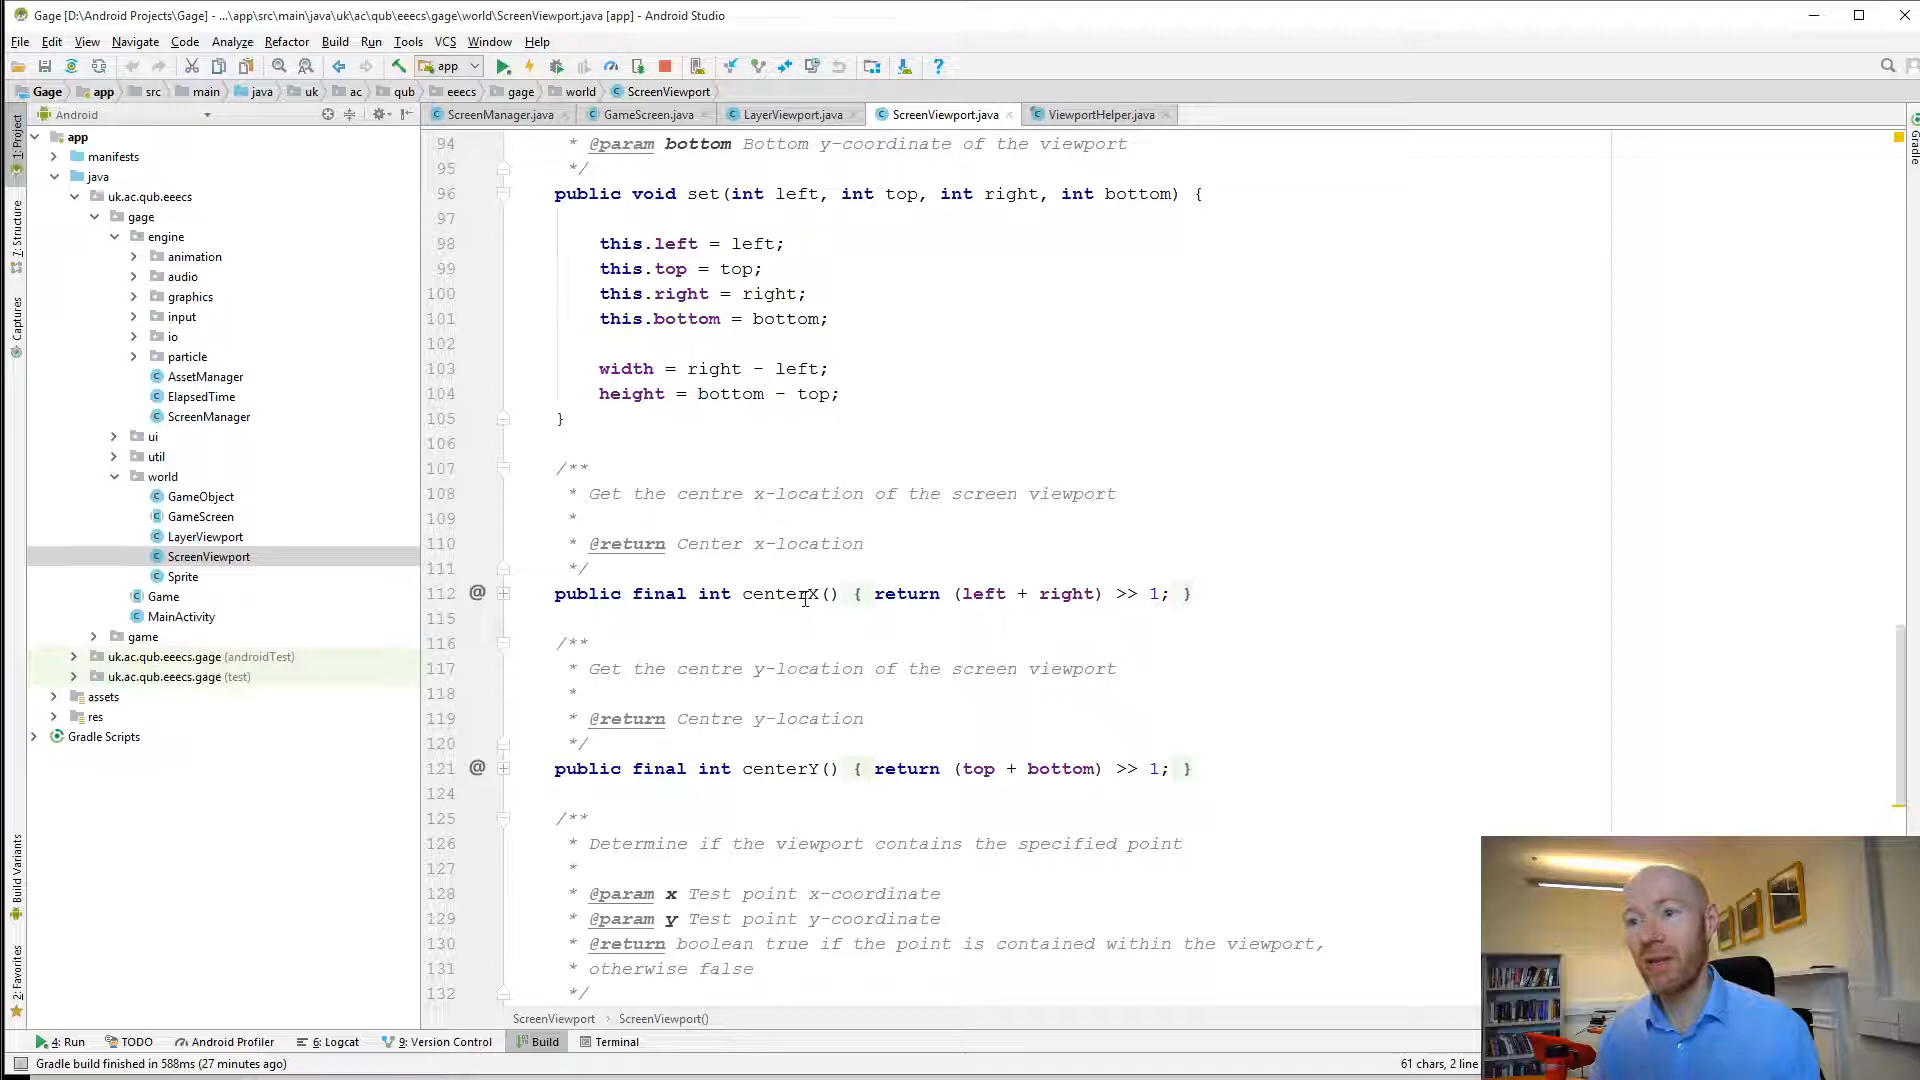 Gage [D:\Android Projects\Gage] - ...\app\src\main\java\uk\ac\qub\eeecs\gage\world\ScreenViewport.java [app] - Android Studio
File Edit View Navigate Code Analyze Refactor Build Run Tools VCS Window Help
app
Gage app src main java uk ac qub eeecs gage world ScreenViewport
Android
ScreenManager.java GameScreen.java LayerViewport.java ScreenViewport.java ViewportHelper.java
1: Project
7: Structure
Captures
Build Variants
2: Favorites
Gradle
app
manifests
java
uk.ac.qub.eeecs
gage
engine
animation
audio
graphics
input
io
particle
AssetManager
ElapsedTime
ScreenManager
ui
util
world
GameObject
GameScreen
LayerViewport
ScreenViewport
Sprite
Game
MainActivity
game
uk.ac.qub.eeecs.gage (androidTest)
uk.ac.qub.eeecs.gage (test)
assets
res
Gradle Scripts
94 * @param bottom Bottom y-coordinate of the viewport
95 */
96 public void set(int left, int top, int right, int bottom) {
97
98 this.left = left;
99 this.top = top;
100 this.right = right;
101 this.bottom = bottom;
102
103 width = right - left;
104 height = bottom - top;
105 }
106
107 /**
108 * Get the centre x-location of the screen viewport
109 *
110 * @return Center x-location
111 */
112 @ public final int centerX() { return (left + right) >> 1; }
115
116 /**
117 * Get the centre y-location of the screen viewport
118 *
119 * @return Centre y-location
120 */
121 @ public final int centerY() { return (top + bottom) >> 1; }
124
125 /**
126 * Determine if the viewport contains the specified point
127 *
128 * @param x Test point x-coordinate
129 * @param y Test point y-coordinate
130 * @return boolean true if the point is contained within the viewport,
131 * otherwise false
132 */
ScreenViewport › ScreenViewport()
4: Run TODO Android Profiler 6: Logcat 9: Version Control Build Terminal
Gradle build finished in 588ms (27 minutes ago)
61 chars, 2 line